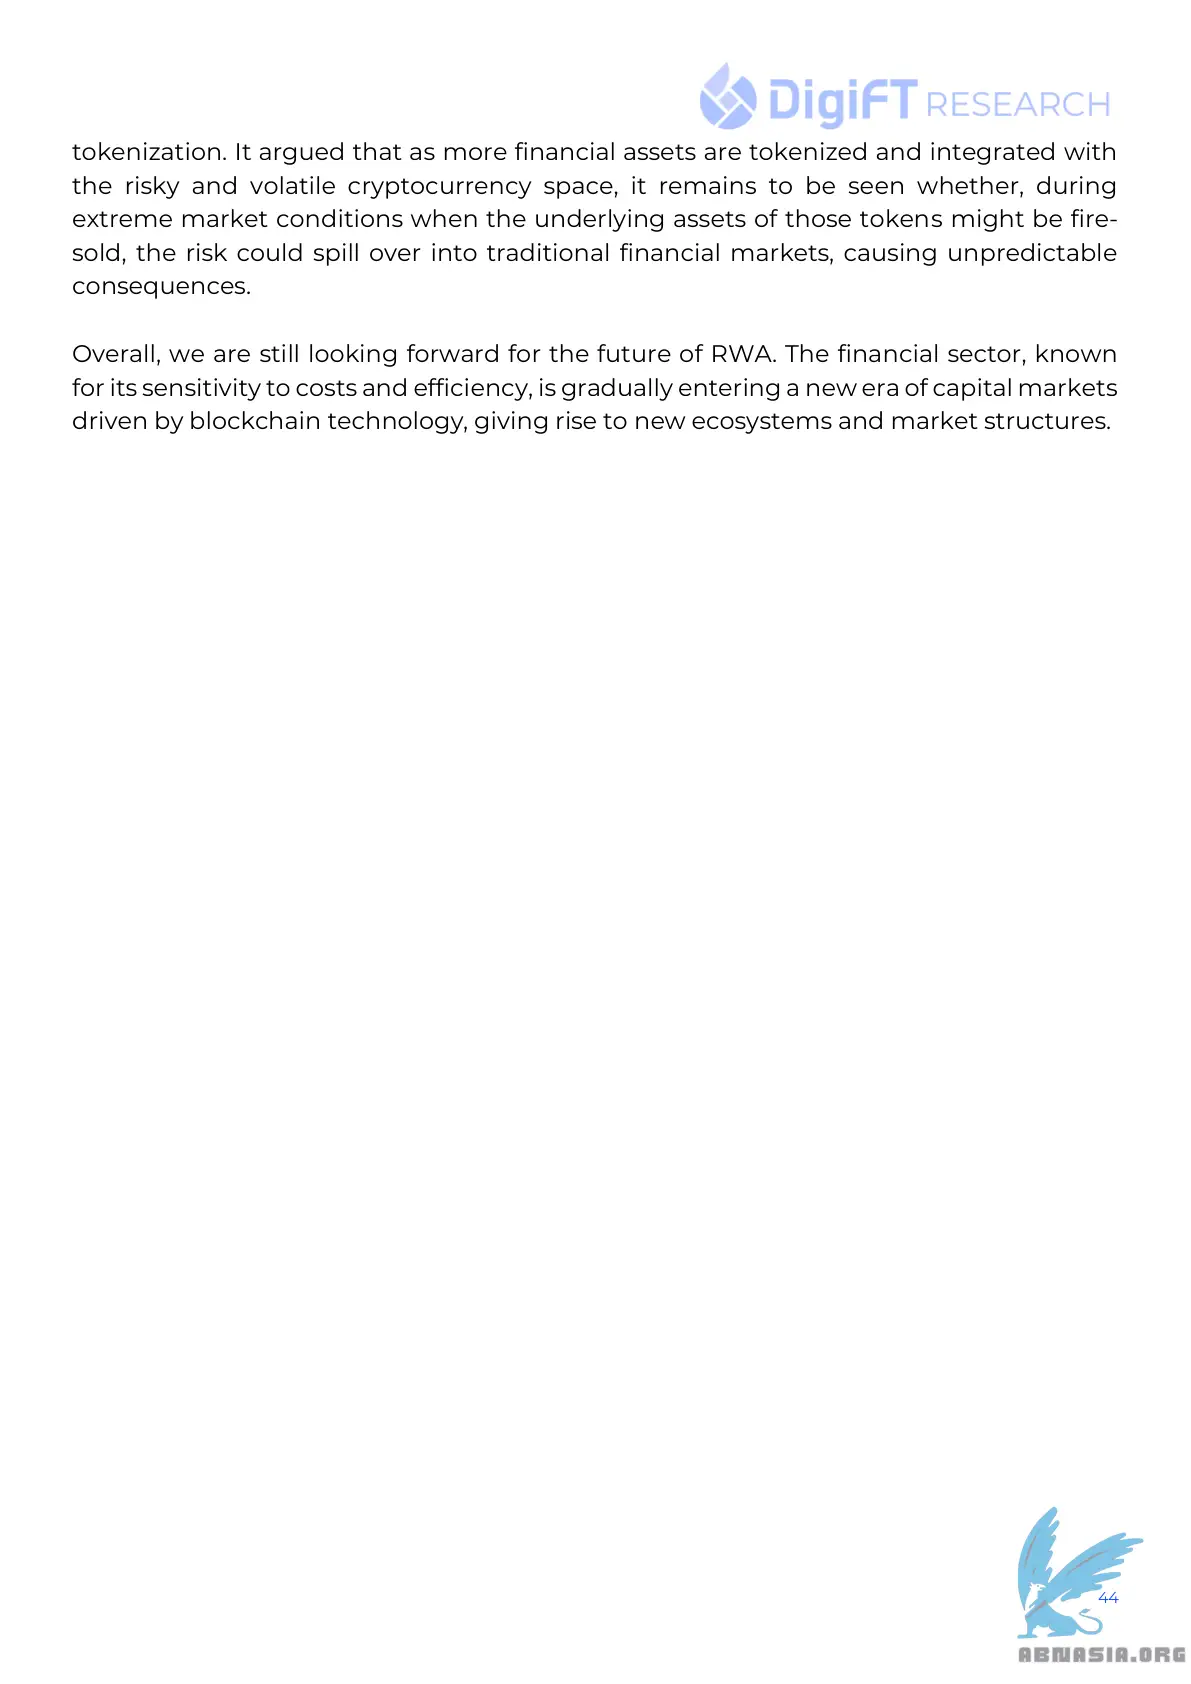 DigiFT RESEARCH
tokenization. It argued that as more financial assets are tokenized and integrated with
the risky and volatile cryptocurrency space, it remains to be seen whether, during
extreme market conditions when the underlying assets of those tokens might be fire-
sold, the risk could spill over into traditional financial markets, causing unpredictable
consequences.
Overall, we are still looking forward for the future of RWA. The financial sector, known
for its sensitivity to costs and efficiency, is gradually entering a new era of capital markets
driven by blockchain technology, giving rise to new ecosystems and market structures.
44
ABNASIA.ORG